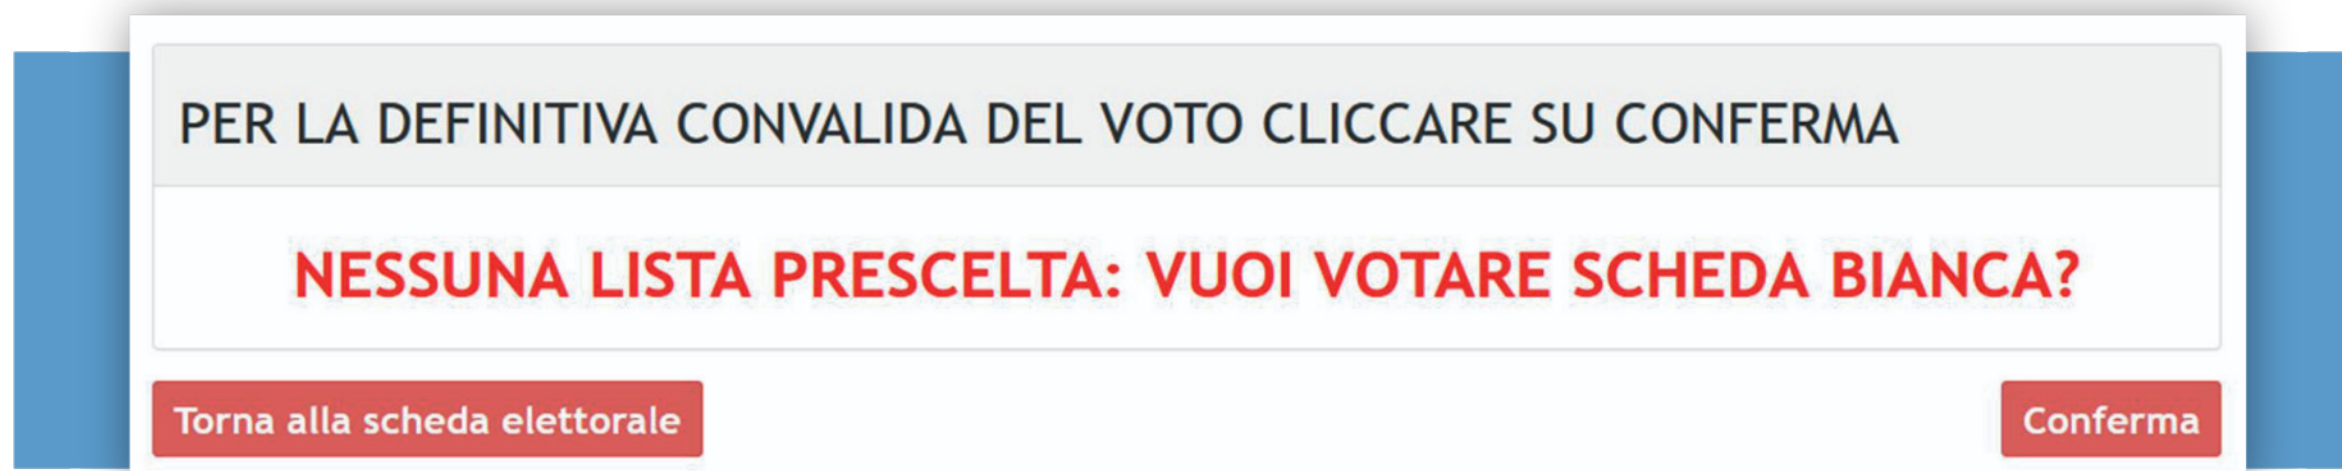 PER LA DEFINITIVA CONVALIDA DEL VOTO CLICCARE SU CONFERMA
NESSUNA LISTA PRESCELTA: VUOI VOTARE SCHEDA BIANCA?
Torna alla scheda elettorale
Conferma